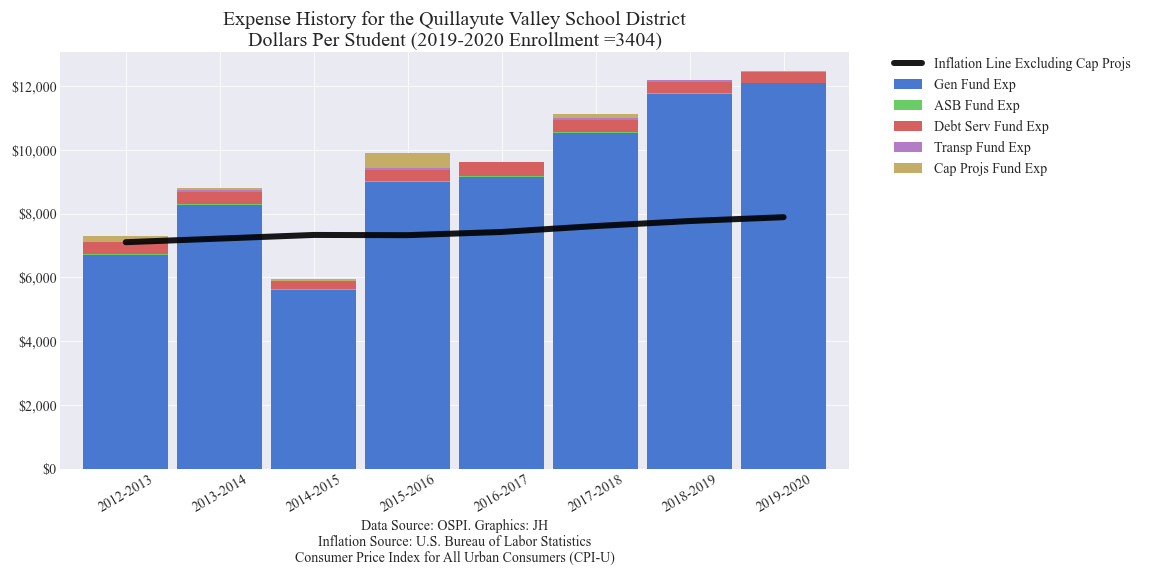 Expense History for the Quillayute Valley School District
Dollars Per Student (2019-2020 Enrollment =3404)
Inflation Line Excluding Cap Projs
Gen Fund Exp
ASB Fund Exp
Debt Serv Fund Exp
Transp Fund Exp
Cap Projs Fund Exp
$12,000
$10,000
$8,000
$6,000
$4,000
$2,000
$0
2012-2013
2013-2014
2014-2015
2015-2016
2016-2017
2017-2018
2018-2019
2019-2020
Data Source: OSPI. Graphics: JH
Inflation Source: U.S. Bureau of Labor Statistics
Consumer Price Index for All Urban Consumers (CPI-U)